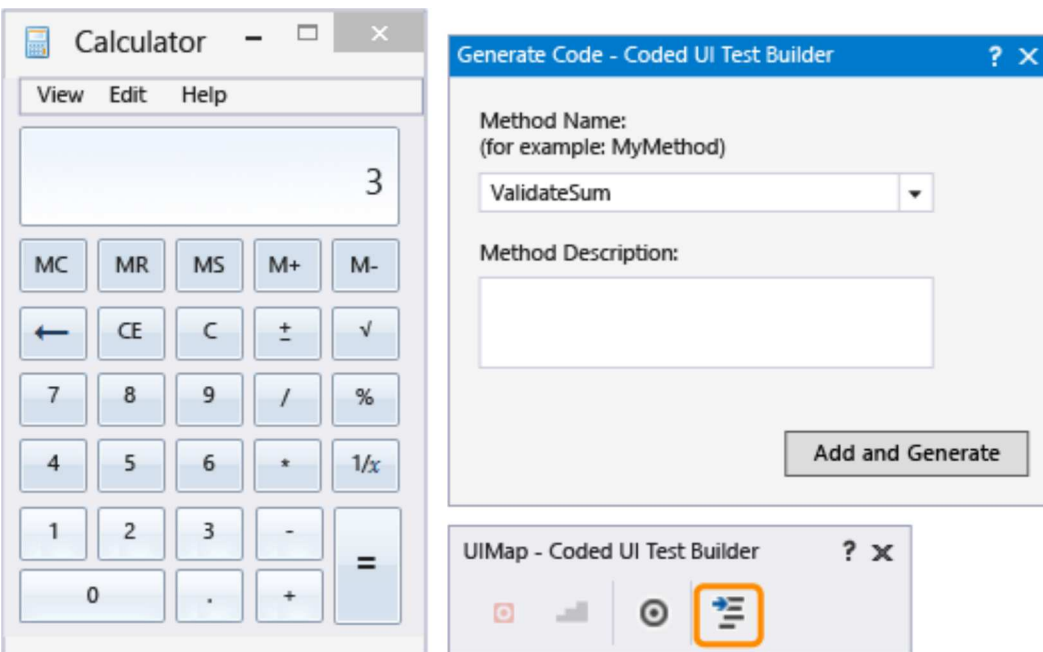 Calculator
View Edit Help
3
MC MR MS M+ M-
← CE C ± √
7 8 9 / %
4 5 6 * 1/x
1 2 3 - =
0 . +
Generate Code - Coded UI Test Builder ? ×
Method Name:
(for example: MyMethod)
ValidateSum
Method Description:
Add and Generate
UIMap - Coded UI Test Builder ? ×